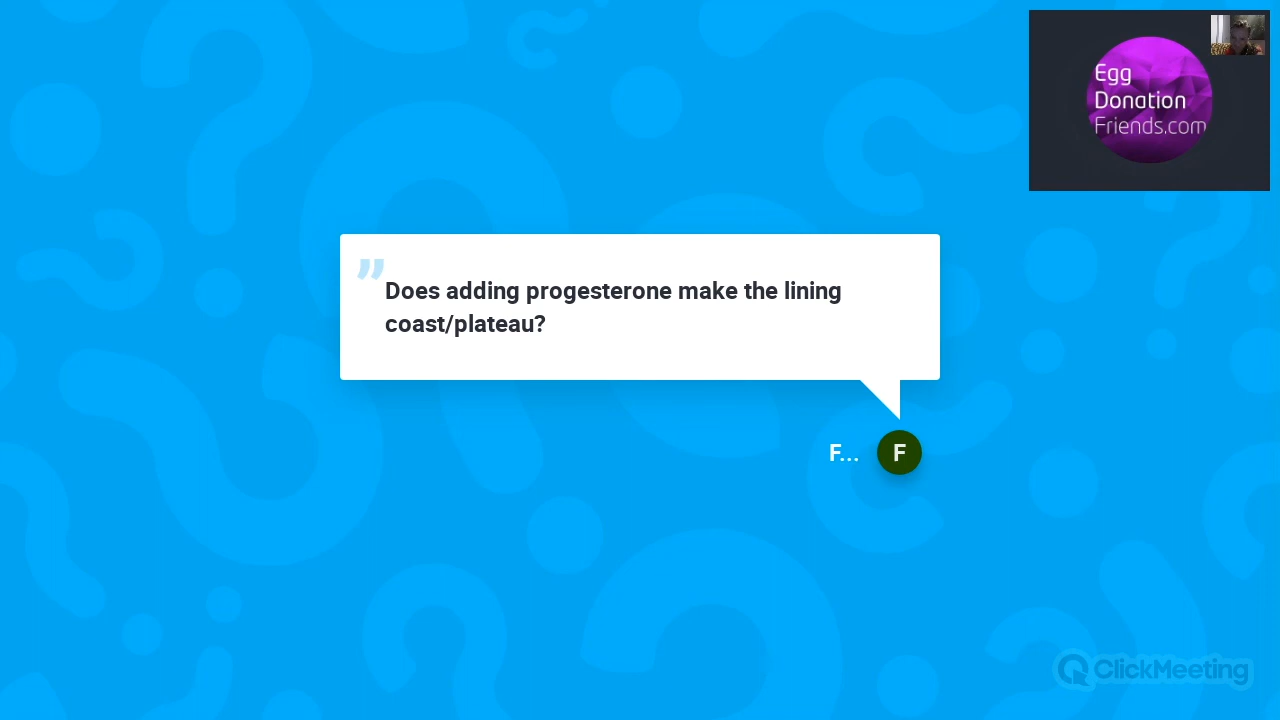 Egg
Donation
Friends.com
” Does adding progesterone make the lining
coast/plateau?
F... F
ClickMeeting